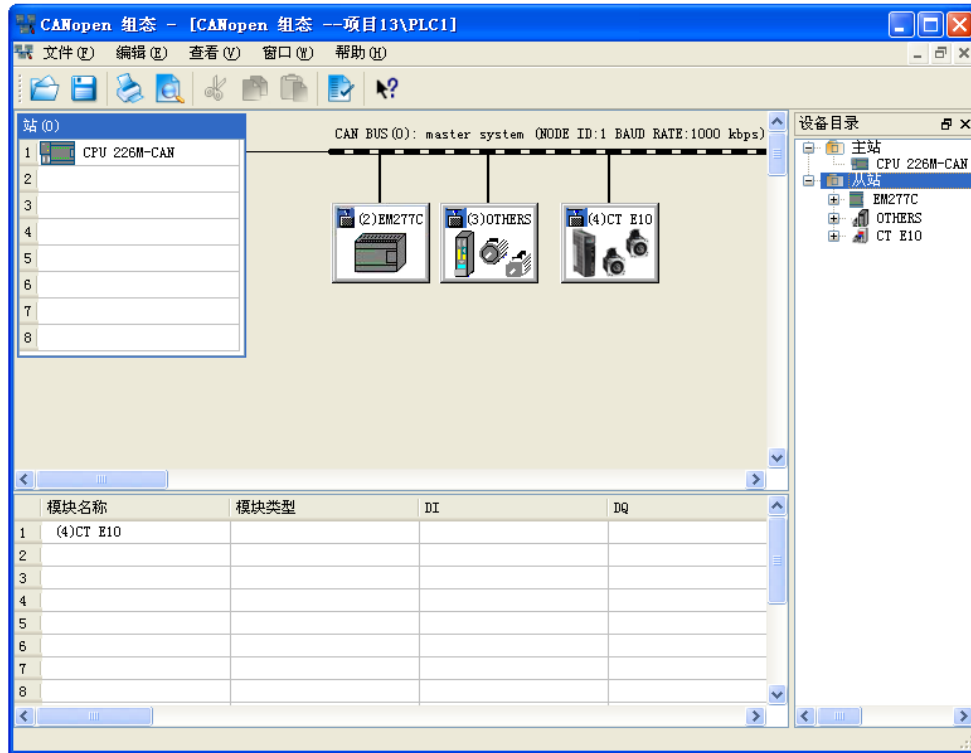 CANopen 组态 - [CANopen 组态 --项目13\PLC1]
文件(F) 编辑(E) 查看(V) 窗口(W) 帮助(H)
站(0)
1 CPU 226M-CAN
2
3
4
5
6
7
8
CAN BUS(0): master system (NODE ID:1 BAUD RATE:1000 kbps)
(2)EM277C (3)OTHERS (4)CT E10
设备目录
主站
CPU 226M-CAN
从站
EM277C
OTHERS
CT E10
模块名称 模块类型 DI DQ
1 (4)CT E10
2
3
4
5
6
7
8